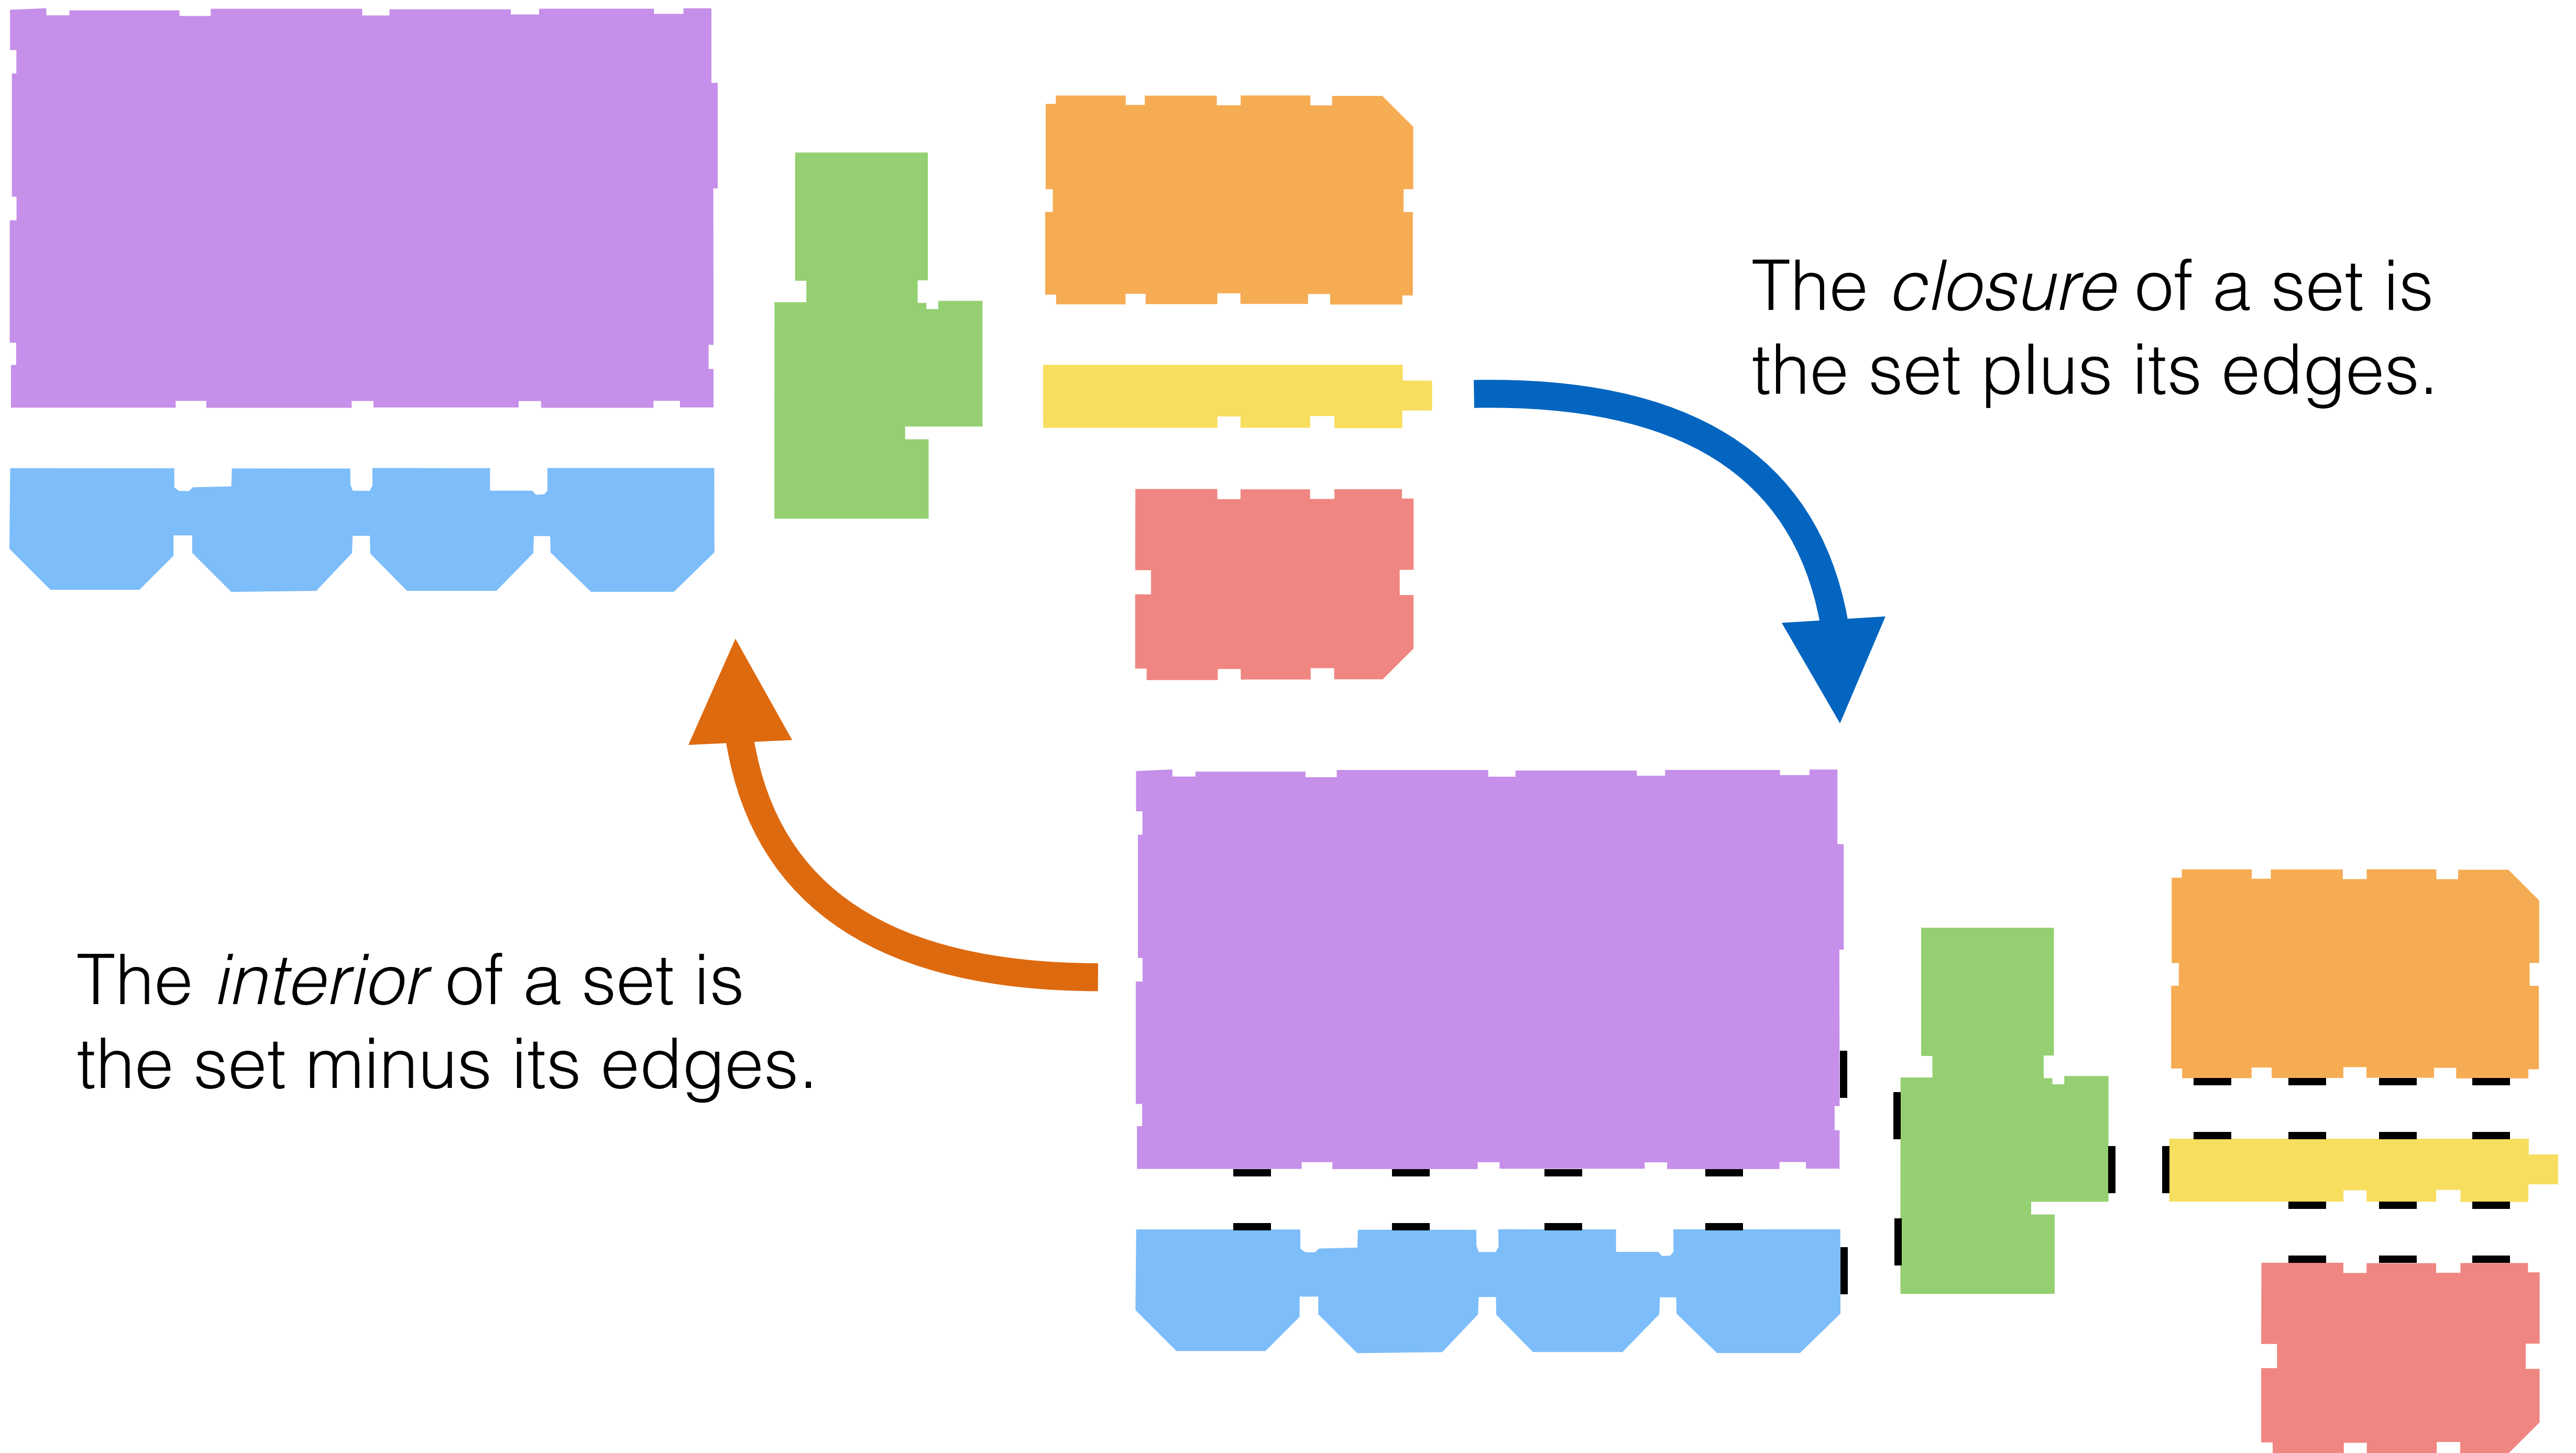 The closure of a set is
the set plus its edges.
The interior of a set is
the set minus its edges.